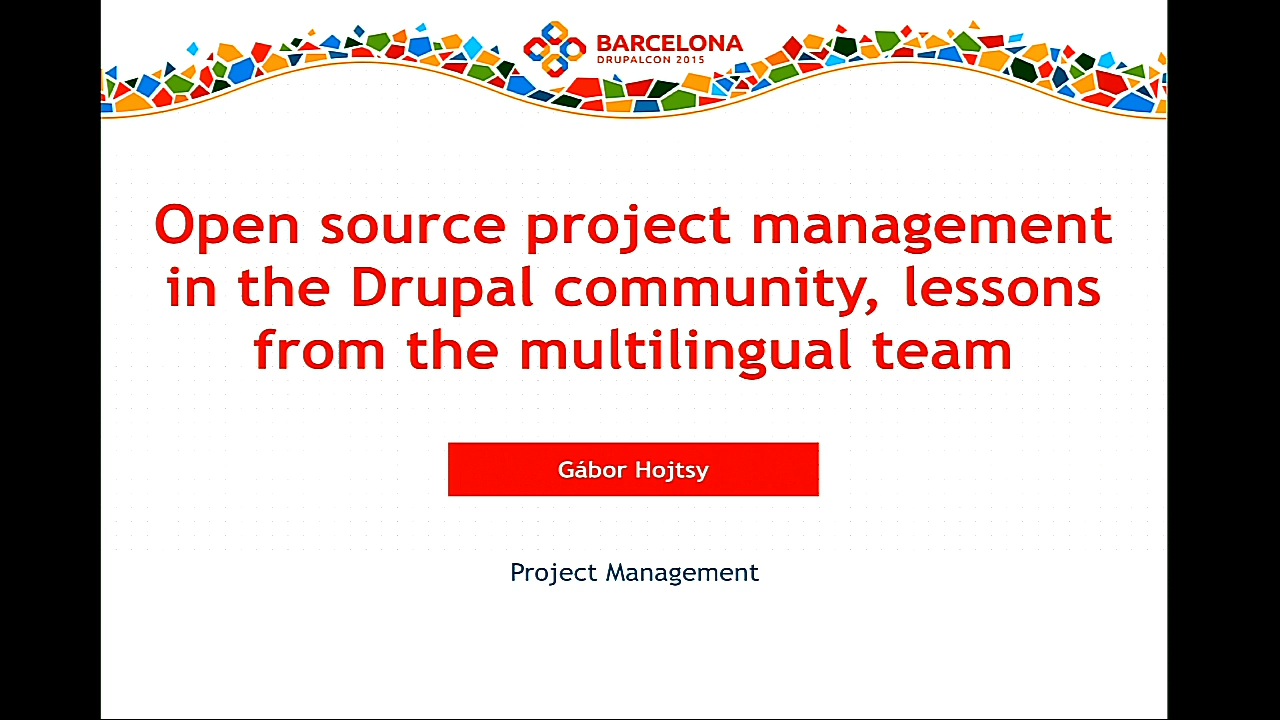 BARCELONA
DRUPALCON 2015
Open source project management
in the Drupal community, lessons
from the multilingual team
Gábor Hojtsy
Project Management